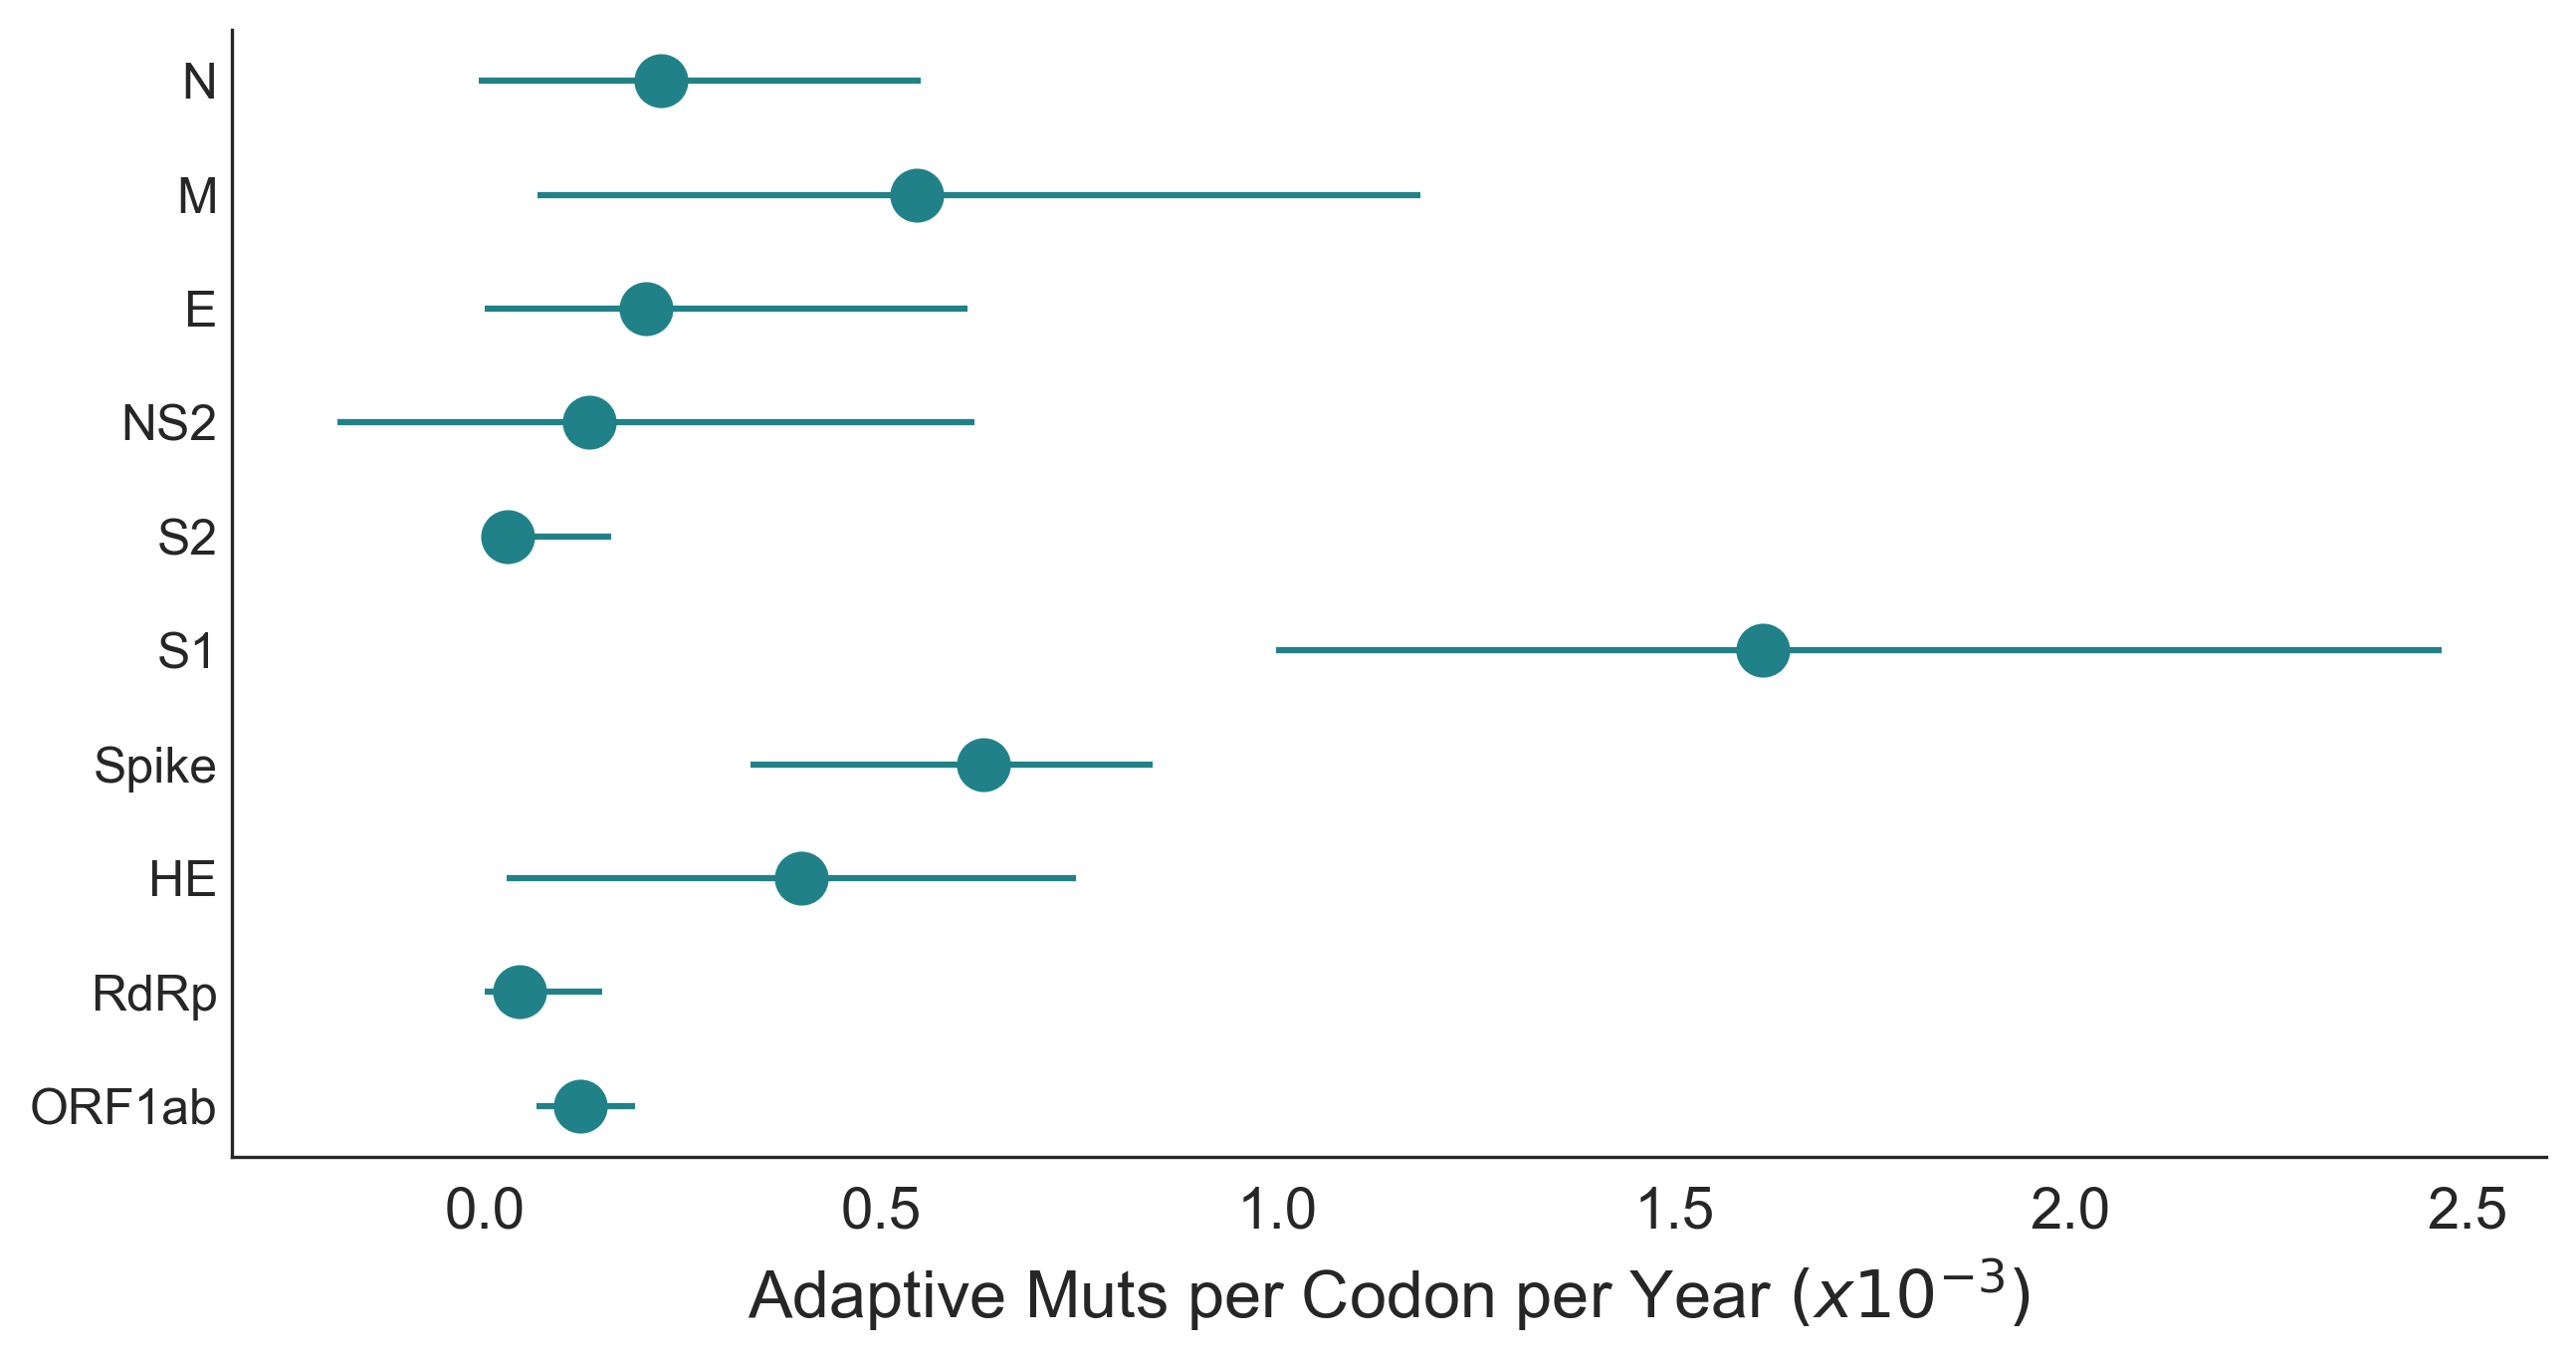 N
M
E
NS2
S2
S1
Spike
HE
RdRp
ORF1ab
0.0 0.5 1.0 1.5 2.0 2.5
Adaptive Muts per Codon per Year (x10⁻³)